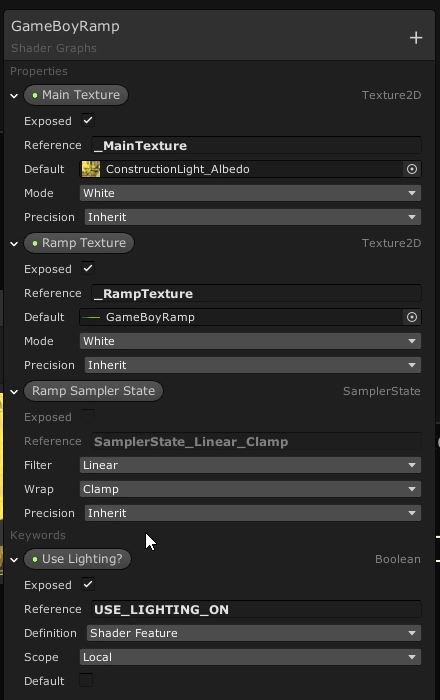 GameBoyRamp
Shader Graphs
Properties
Main Texture Texture2D
Exposed
Reference _MainTexture
Default ConstructionLight_Albedo
Mode White
Precision Inherit
Ramp Texture Texture2D
Exposed
Reference _RampTexture
Default GameBoyRamp
Mode White
Precision Inherit
Ramp Sampler State SamplerState
Exposed
Reference SamplerState_Linear_Clamp
Filter Linear
Wrap Clamp
Precision Inherit
Keywords
Use Lighting? Boolean
Exposed
Reference USE_LIGHTING_ON
Definition Shader Feature
Scope Local
Default